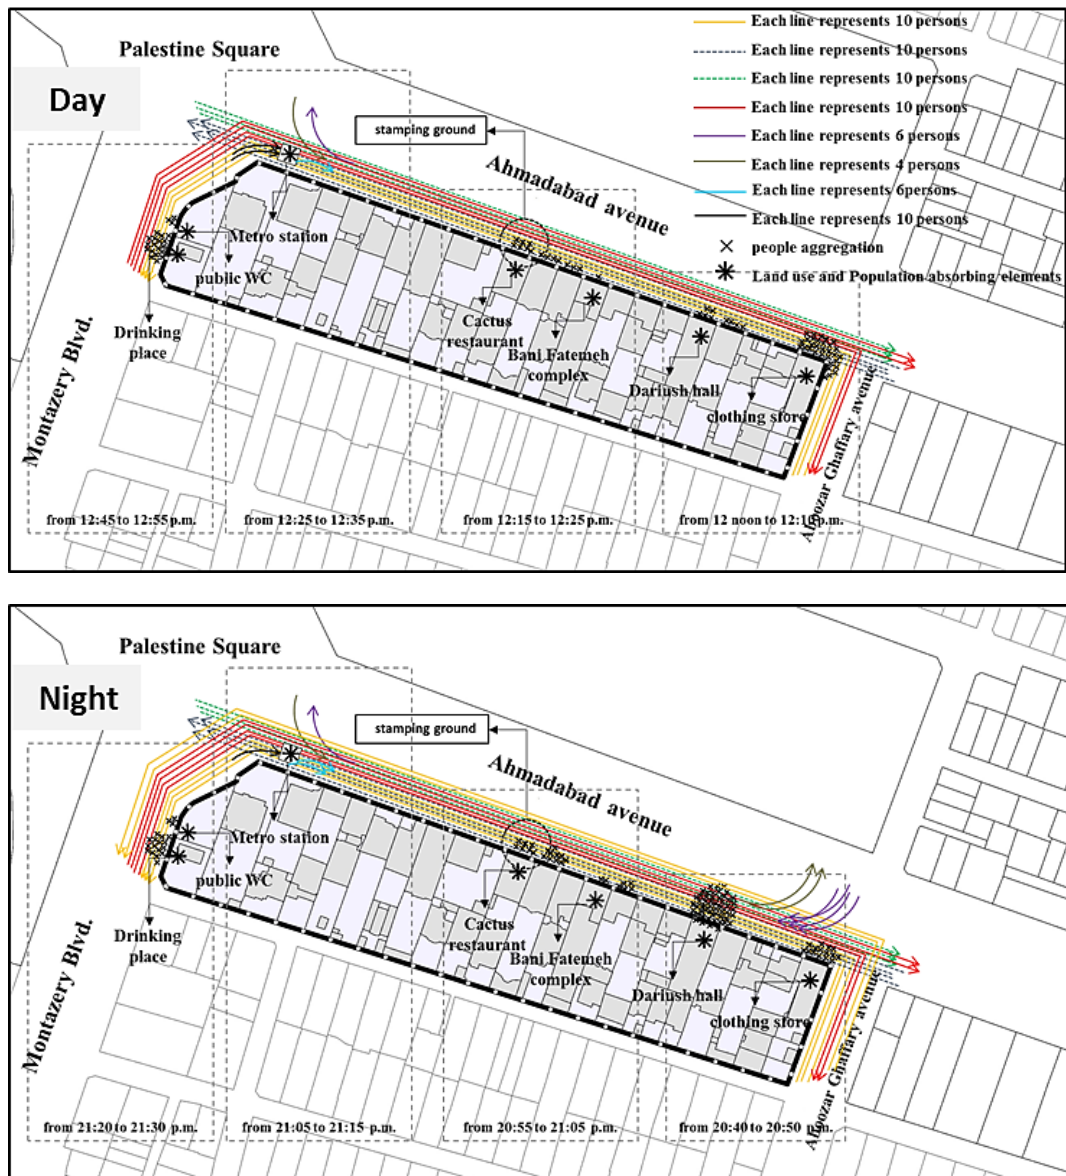 Palestine Square
Day
Each line represents 10 persons
Each line represents 10 persons
Each line represents 10 persons
Each line represents 10 persons
Each line represents 6 persons
Each line represents 4 persons
Each line represents 6persons
Each line represents 10 persons
people aggregation
Land use and Population absorbing elements
stamping ground
Ahmadabad avenue
Metro station
public WC
Drinking
place
Montazery Blvd.
Cactus
restaurant
Bani Fatemeh
complex
Dariush hall
clothing store
Aboozar Ghaffary avenue
from 12:45 to 12:55 p.m.
from 12:25 to 12:35 p.m.
from 12:15 to 12:25 p.m.
from 12 noon to 12:10 p.m.
Palestine Square
Night
stamping ground
Ahmadabad avenue
Metro station
public WC
Drinking
place
Montazery Blvd.
Cactus
restaurant
Bani Fatemeh
complex
Dariush hall
clothing store
Aboozar Ghaffary avenue
from 21:20 to 21:30 p.m.
from 21:05 to 21:15 p.m.
from 20:55 to 21:05 p.m.
from 20:40 to 20:50 p.m.